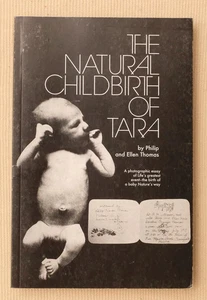 THE
NATURAL
CHILDBIRTH
OF
TARA
by Philip
and Ellen Thomas
A photographic essay
of Life's greatest
event-the birth of
a baby Nature's way